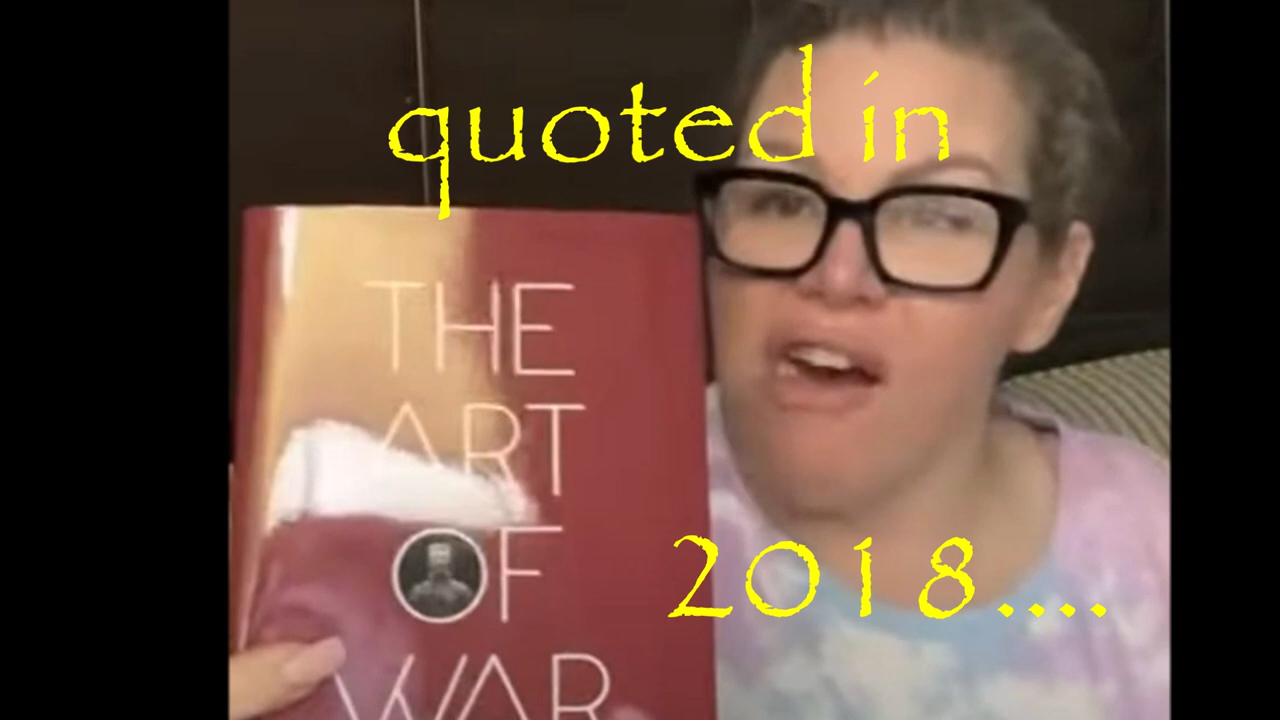 quoted in
THE
ART
OF
WAR
2018....